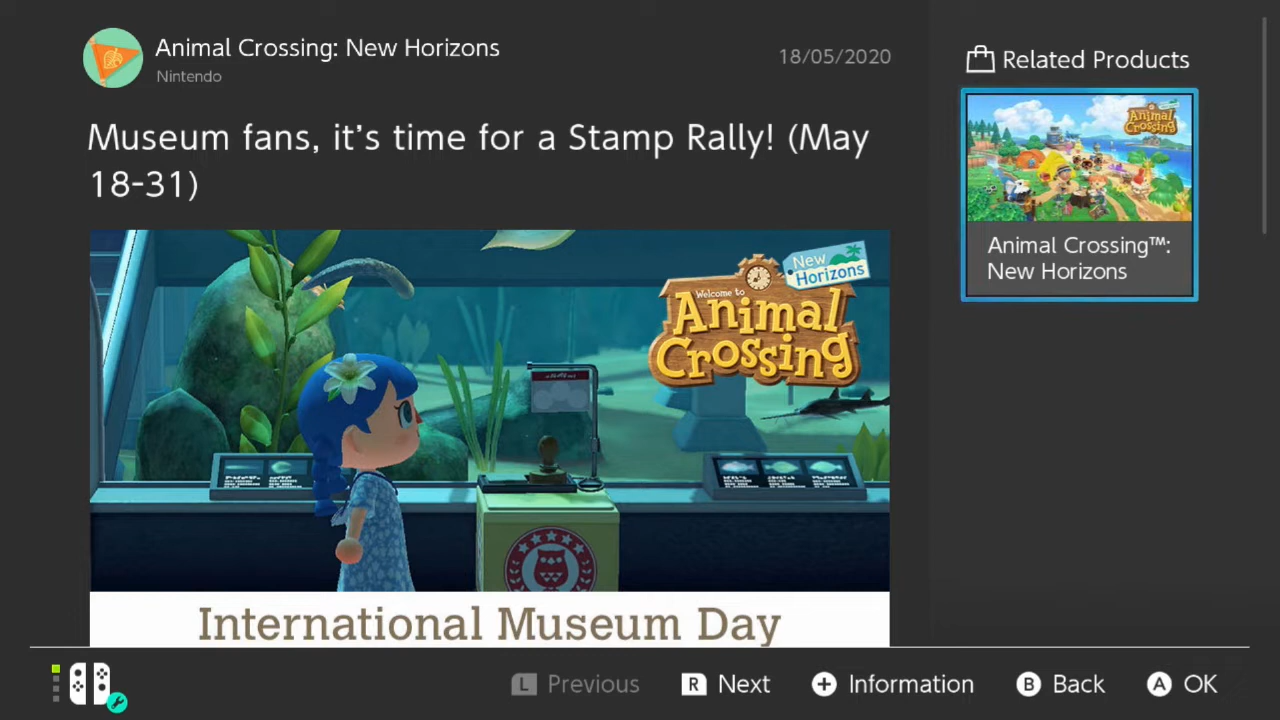 Animal Crossing: New Horizons
Nintendo
18/05/2020
Museum fans, it's time for a Stamp Rally! (May
18-31)
Welcome to
Animal
Crossing
New
Horizons
International Museum Day
Related Products
Animal
Crossing
Animal Crossing™:
New Horizons
L Previous
R Next
+ Information
B Back
A OK